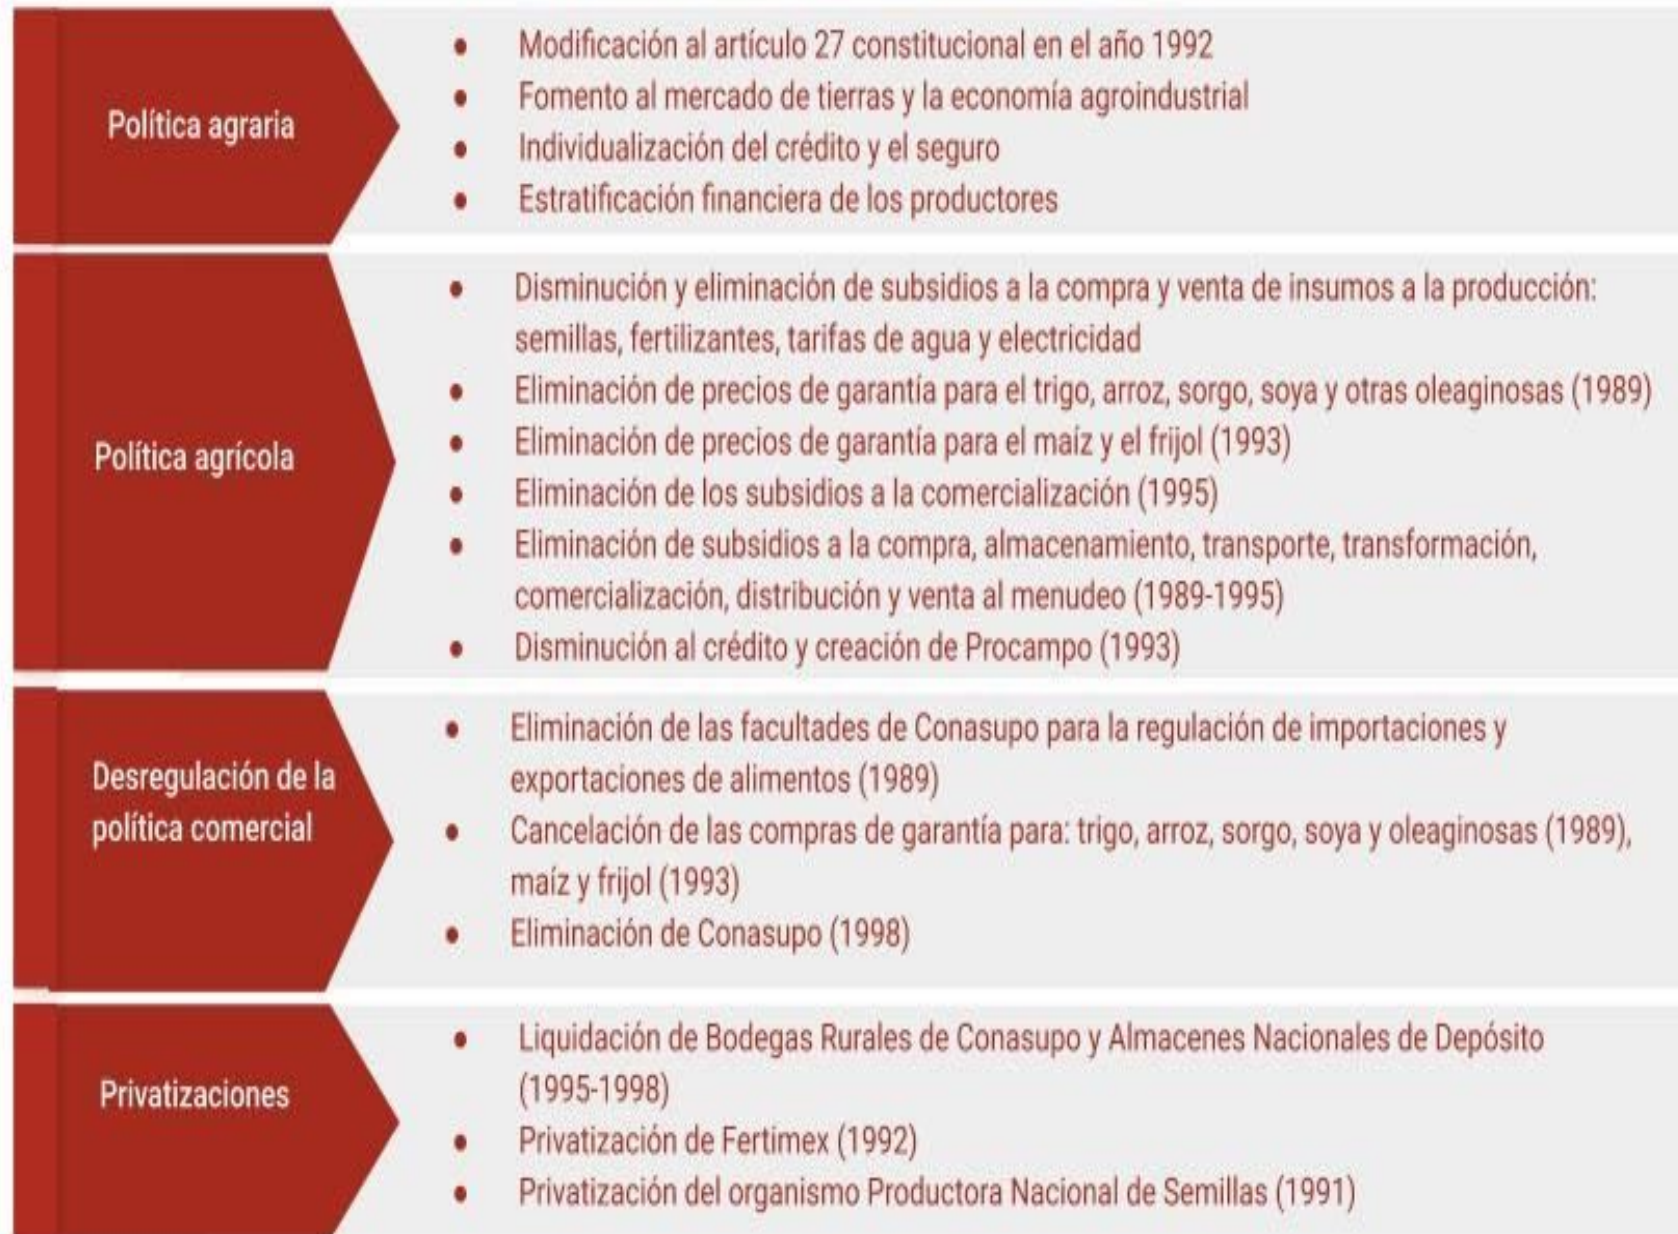 Política agraria
• Modificación al artículo 27 constitucional en el año 1992
• Fomento al mercado de tierras y la economía agroindustrial
• Individualización del crédito y el seguro
• Estratificación financiera de los productores
Política agrícola
• Disminución y eliminación de subsidios a la compra y venta de insumos a la producción:
semillas, fertilizantes, tarifas de agua y electricidad
• Eliminación de precios de garantía para el trigo, arroz, sorgo, soya y otras oleaginosas (1989)
• Eliminación de precios de garantía para el maíz y el frijol (1993)
• Eliminación de los subsidios a la comercialización (1995)
• Eliminación de subsidios a la compra, almacenamiento, transporte, transformación,
comercialización, distribución y venta al menudeo (1989-1995)
• Disminución al crédito y creación de Procampo (1993)
Desregulación de la
política comercial
• Eliminación de las facultades de Conasupo para la regulación de importaciones y
exportaciones de alimentos (1989)
• Cancelación de las compras de garantía para: trigo, arroz, sorgo, soya y oleaginosas (1989),
maíz y frijol (1993)
• Eliminación de Conasupo (1998)
Privatizaciones
• Liquidación de Bodegas Rurales de Conasupo y Almacenes Nacionales de Depósito
(1995-1998)
• Privatización de Fertimex (1992)
• Privatización del organismo Productora Nacional de Semillas (1991)